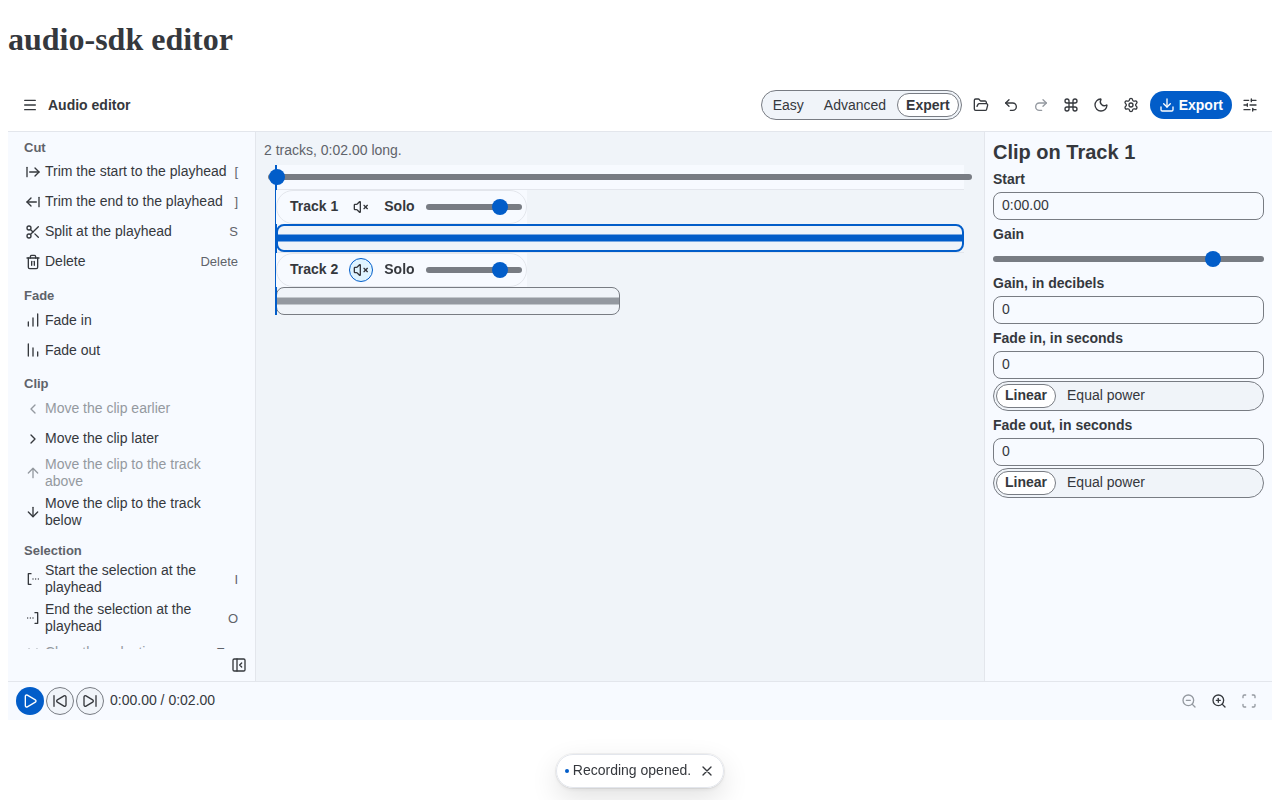 audio-sdk editor
Audio editor
Easy Advanced Expert
Export
Cut
Trim the start to the playhead [
Trim the end to the playhead ]
Split at the playhead S
Delete Delete
Fade
Fade in
Fade out
Clip
Move the clip earlier
Move the clip later
Move the clip to the track
above
Move the clip to the track
below
Selection
Start the selection at the
playhead I
End the selection at the
playhead O
2 tracks, 0:02.00 long.
Track 1 Solo
Track 2 Solo
Clip on Track 1
Start
0:00.00
Gain
Gain, in decibels
0
Fade in, in seconds
0
Linear Equal power
Fade out, in seconds
0
Linear Equal power
0:00.00 / 0:02.00
Recording opened.